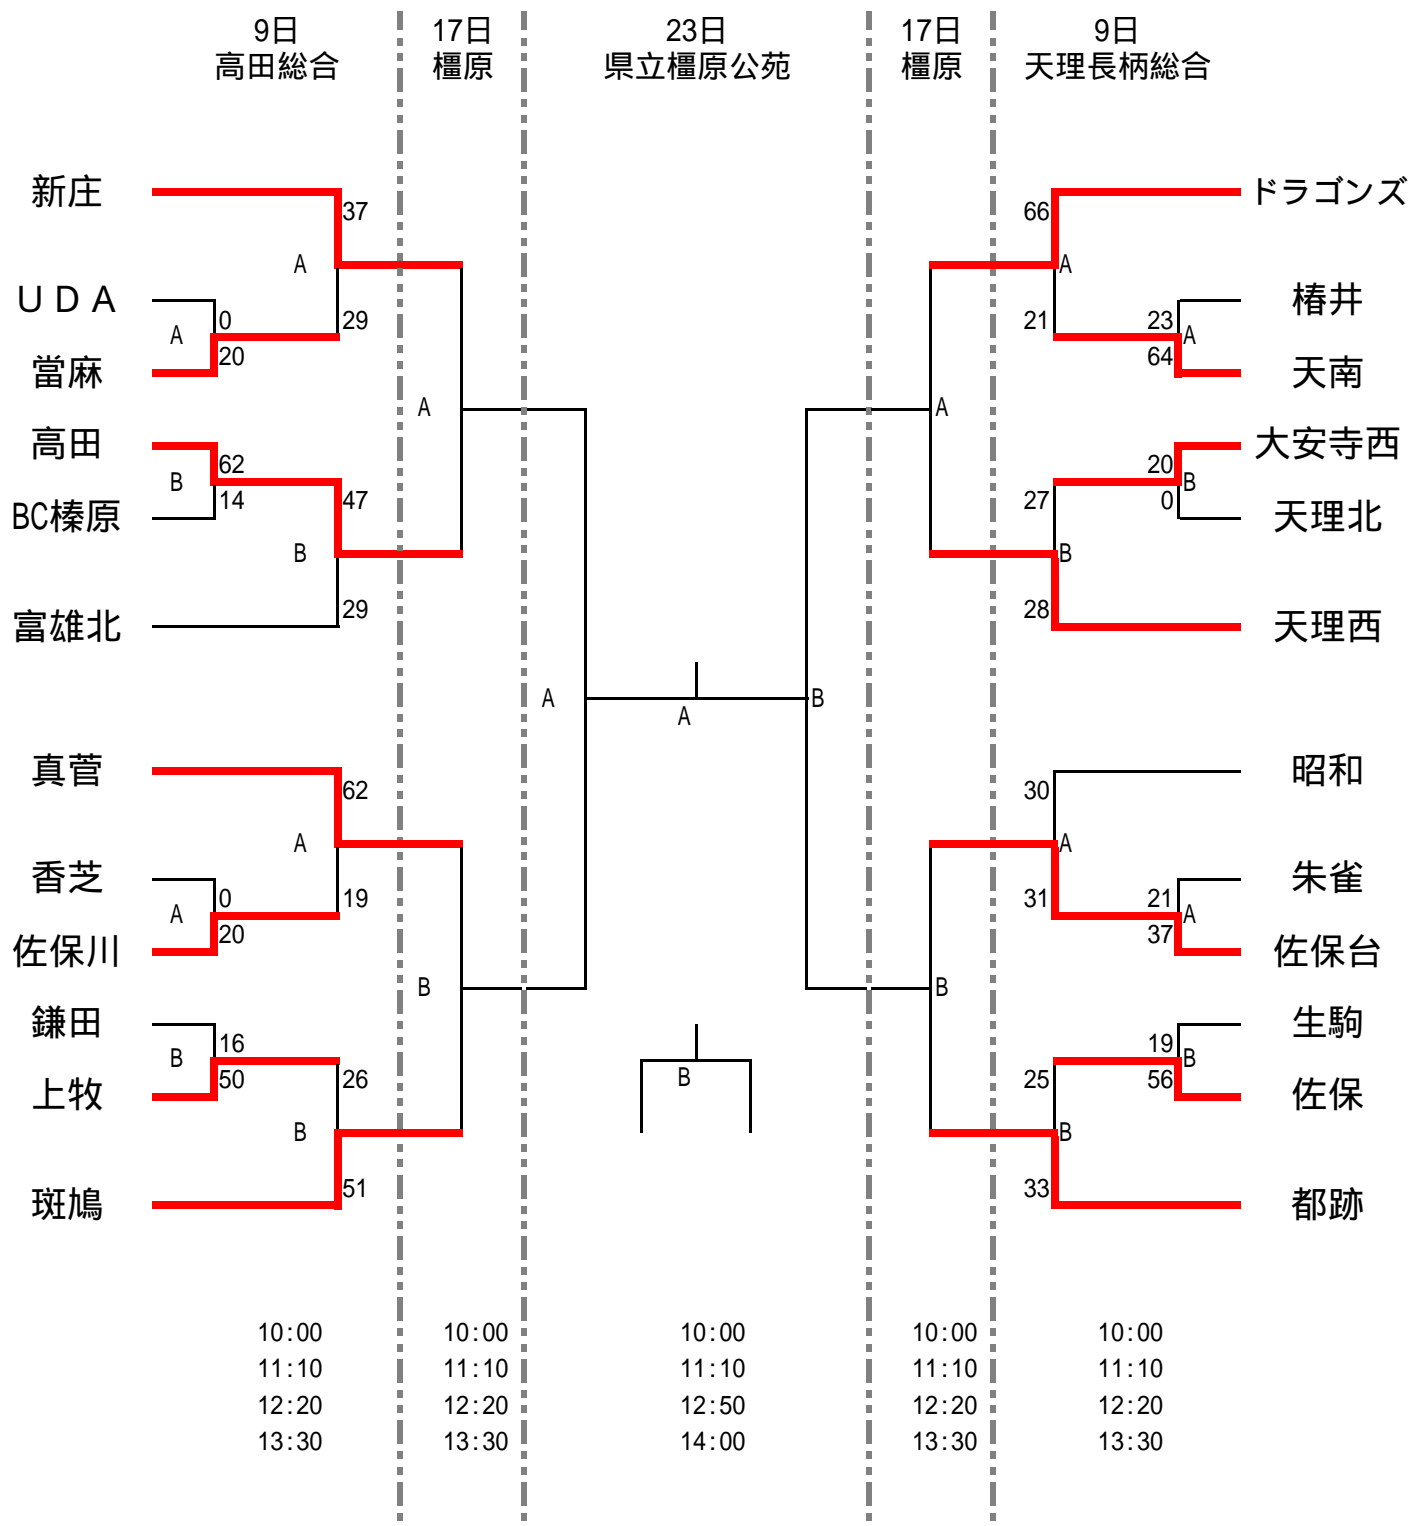 9日 17日 23日 17日 9日
高田総合 橿原 県立橿原公苑 橿原 天理長柄総合
新庄 ドラゴンズ
37 66
A A
UDA 椿井
0 29 21 23
A A
20 64
當麻 天南
A A
高田 大安寺西
62 20
B B
14 47 27 0
BC榛原 天理北
B B
29 28
富雄北 天理西
A B
A
真菅 昭和
62 30
A A
香芝 朱雀
0 19 31 21
A A
20 37
佐保川 佐保台
B B
鎌田 生駒
16 19
B B
50 26 B 25 56
上牧 佐保
B B
51 33
斑鳩 都跡
10:00 10:00 10:00 10:00 10:00
11:10 11:10 11:10 11:10 11:10
12:20 12:20 12:50 12:20 12:20
13:30 13:30 14:00 13:30 13:30